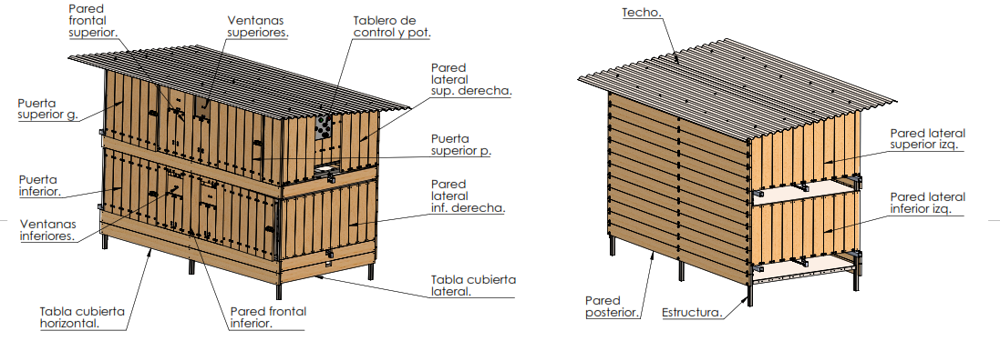 Pared
frontal
superior.
Ventanas
superiores.
Tablero de
control y pot.
Pared
lateral
sup. derecha.
Puerta
superior g.
Puerta
superior p.
Puerta
inferior.
Pared
lateral
inf. derecha.
Ventanas
inferiores.
Tabla cubierta
lateral.
Tabla cubierta
horizontal.
Pared frontal
inferior.
Techo.
Pared lateral
superior izq.
Pared lateral
inferior izq.
Pared
posterior.
Estructura.